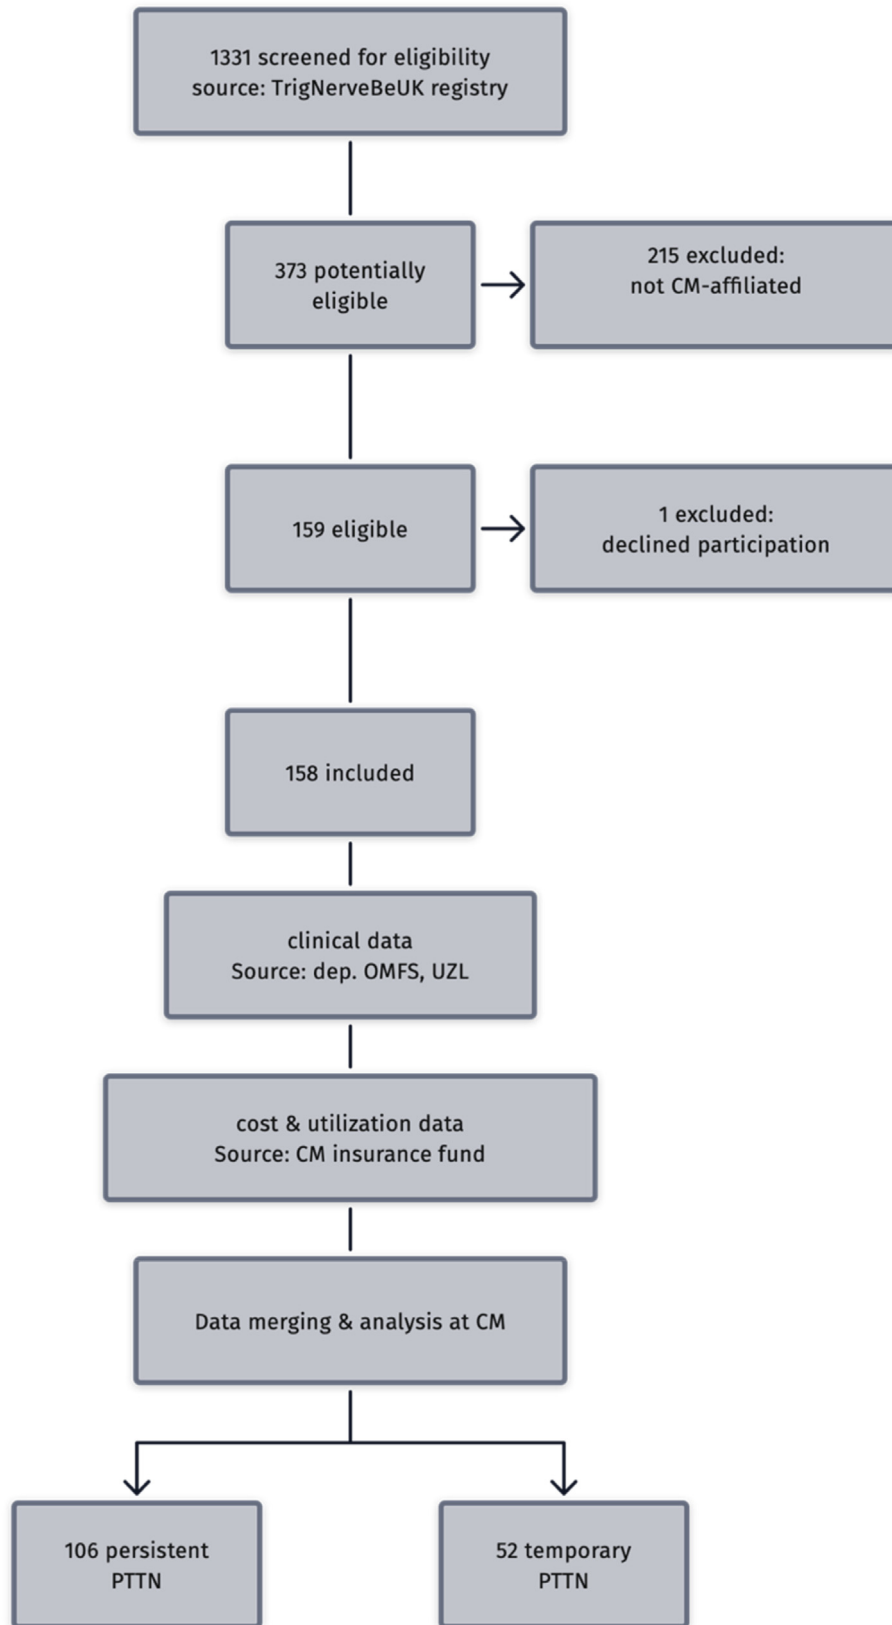 1331 screened for eligibility
source: TrigNerveBeUK registry
373 potentially
eligible
215 excluded:
not CM-affiliated
159 eligible
1 excluded:
declined participation
158 included
clinical data
Source: dep. OMFS, UZL
cost & utilization data
Source: CM insurance fund
Data merging & analysis at CM
106 persistent
PTTN
52 temporary
PTTN